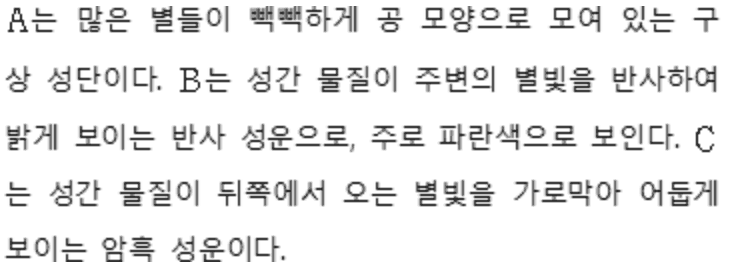 A는 많은 별들이 빽빽하게 공 모양으로 모여 있는 구
상 성단이다. B는 성간 물질이 주변의 별빛을 반사하여
밝게 보이는 반사 성운으로, 주로 파란색으로 보인다. C
는 성간 물질이 뒤쪽에서 오는 별빛을 가로막아 어둡게
보이는 암흑 성운이다.